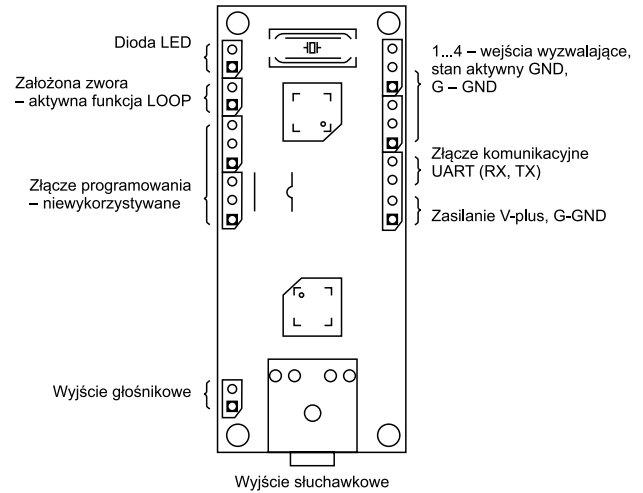 Dioda LED
Założona zwora
– aktywna funkcja LOOP
Złącze programowania
– niewykorzystywane
Wyjście głośnikowe
1...4 – wejścia wyzwalające,
stan aktywny GND,
G – GND
Złącze komunikacyjne
UART (RX, TX)
Zasilanie V-plus, G-GND
Wyjście słuchawkowe